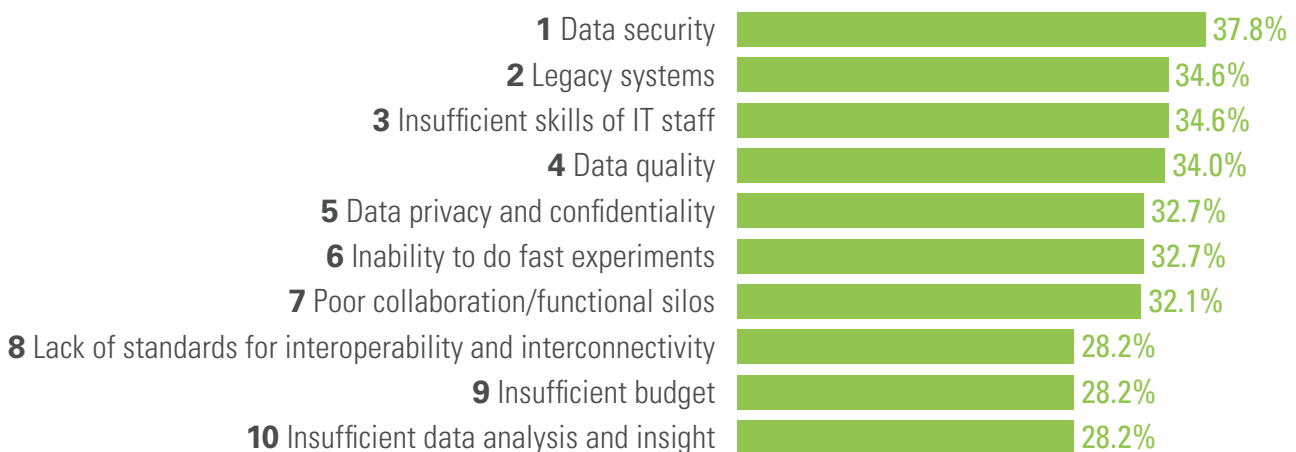 1 Data security 37.8%
2 Legacy systems 34.6%
3 Insufficient skills of IT staff 34.6%
4 Data quality 34.0%
5 Data privacy and confidentiality 32.7%
6 Inability to do fast experiments 32.7%
7 Poor collaboration/functional silos 32.1%
8 Lack of standards for interoperability and interconnectivity 28.2%
9 Insufficient budget 28.2%
10 Insufficient data analysis and insight 28.2%